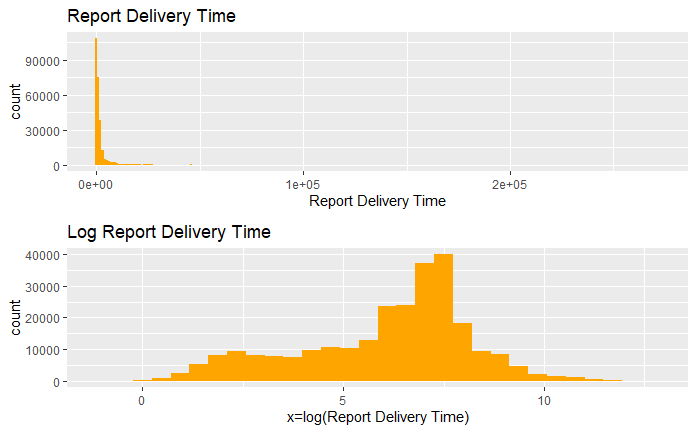 Report Delivery Time
90000
60000
30000
0
count
0e+00 1e+05 2e+05
Report Delivery Time
Log Report Delivery Time
40000
30000
20000
10000
0
count
0 5 10
x=log(Report Delivery Time)